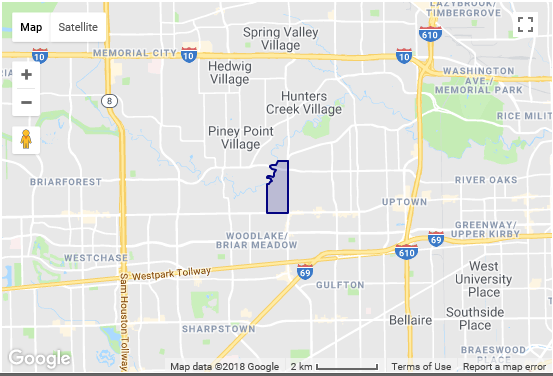 LAZYBROOK/
TIMBERGROVE
Map
Satellite
Spring Valley
Village
610
10
MEMORIAL CITY
10
10
Hedwig
Village
WASHINGTON
AVE./
MEMORIAL PARK
Hunters
Creek Village
8
RICE MILIT
Piney Point
Village
BRIARFOREST
RIVER OAKS
UPTOWN
GREENWAY/
UPPER KIRBY
WOODLAKE/
BRIAR MEADOW
69
610
WESTCHASE
Westpark Tollway
69
GULFTON
West
University
Place
Sam Houston Tollway
SHARPSTOWN
Bellaire
Southside
Place
BRAESWOOD
PLACE
Google
Map data ©2018 Google
2 km
Terms of Use
Report a map error